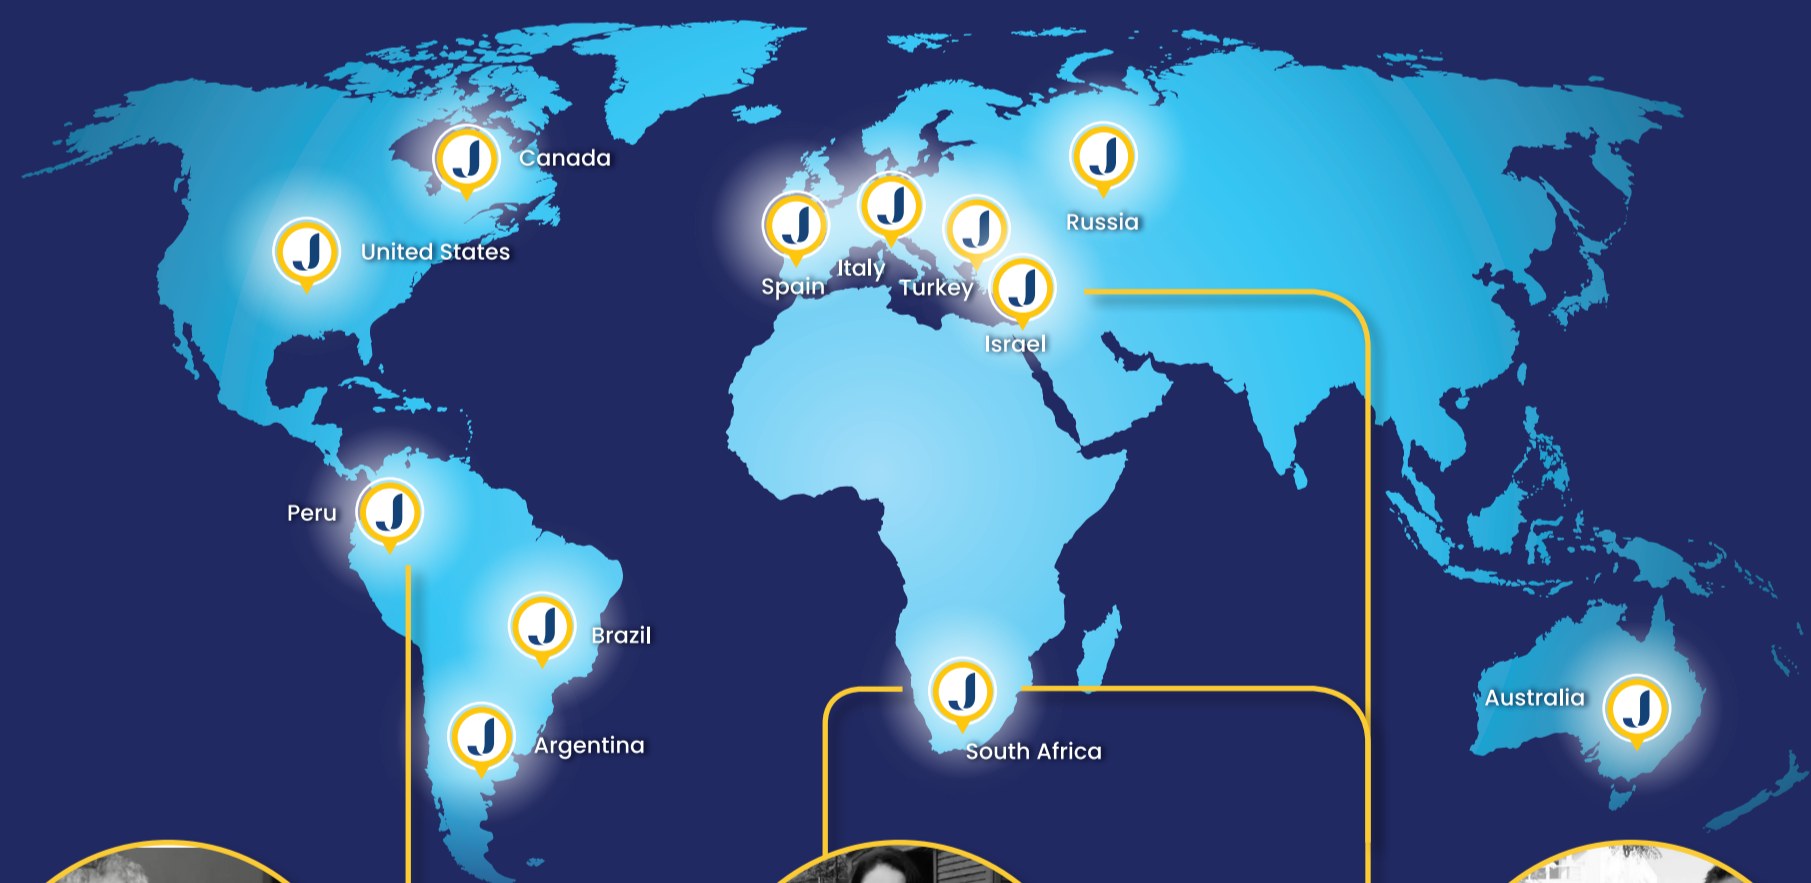 J
Canada
J
United States
J
Russia
J
Spain
J
Italy
J
Turkey
J
Israel
J
Peru
J
Brazil
J
Argentina
J
South Africa
J
Australia